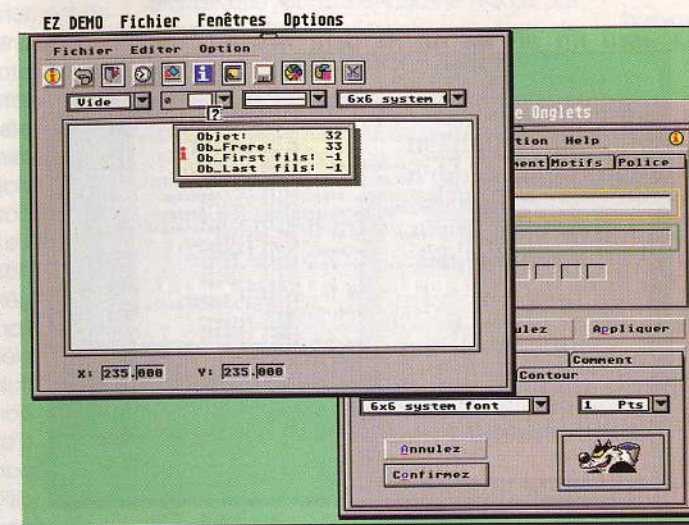 EZ DEMO Fichier Fenêtres Options
Fichier Editer Option
Vide ø 6x6 system
[?]
Objet: 32
Ob_Frere: 33
Ob_First fils: -1
Ob_Last fils: -1
X: 235.000 Y: 235.000
e Onglets
tion Help
ment Motifs Police
ulez Appliquer
Comment
Contour
6x6 system font 1 Pts
Annulez
Confirmez